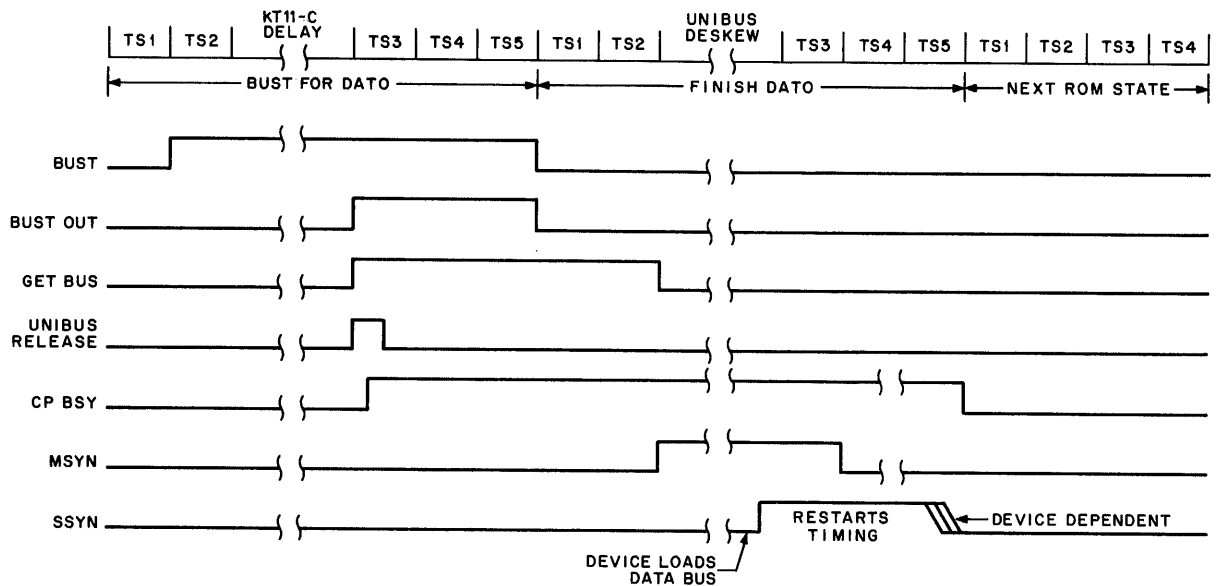 KT11-C
DELAY
UNIBUS
DESKEW
TS1 TS2 TS3 TS4 TS5 TS1 TS2 TS3 TS4 TS5 TS1 TS2 TS3 TS4
BUST FOR DATO FINISH DATO NEXT ROM STATE
BUST
BUST OUT
GET BUS
UNIBUS
RELEASE
CP BSY
MSYN
SSYN
RESTARTS
TIMING
DEVICE DEPENDENT
DEVICE LOADS
DATA BUS